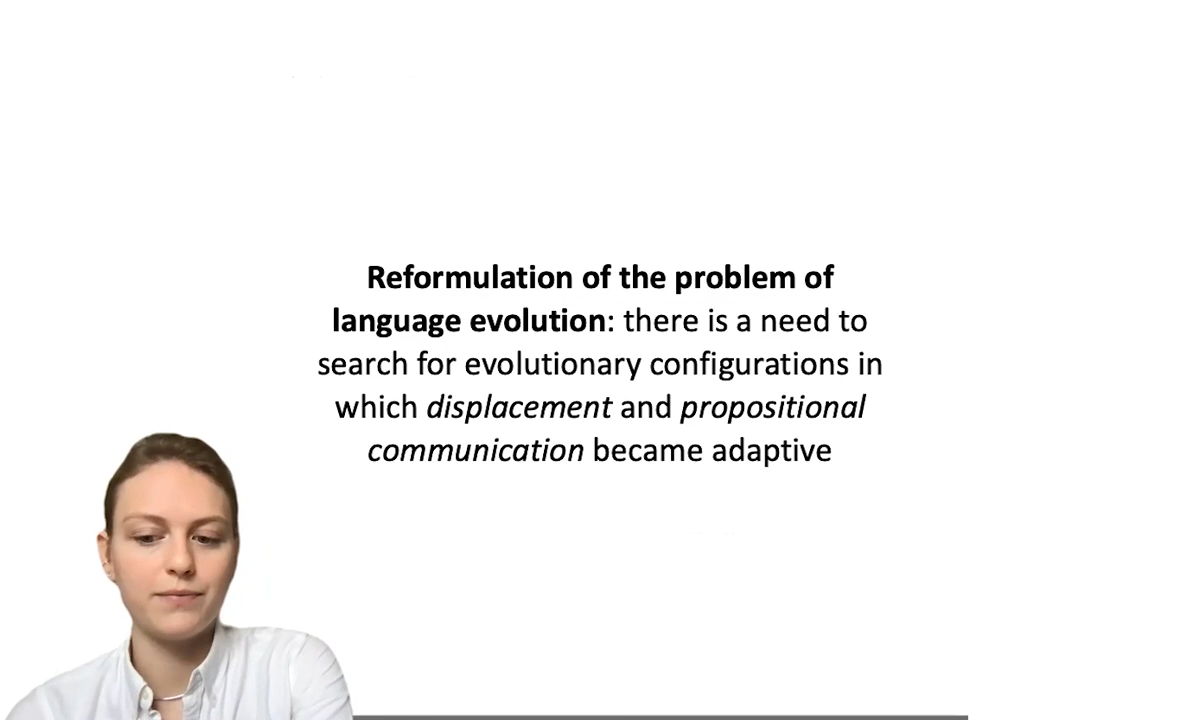 Reformulation of the problem of
language evolution: there is a need to
search for evolutionary configurations in
which displacement and propositional
communication became adaptive